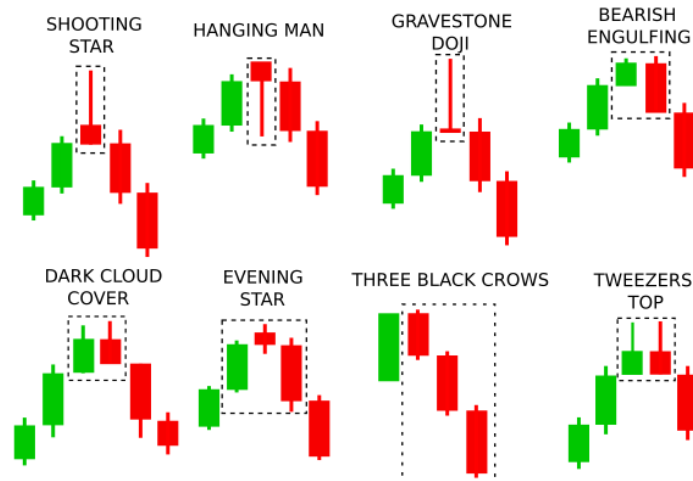 SHOOTING
STAR
HANGING MAN
GRAVESTONE
DOJI
BEARISH
ENGULFING
DARK CLOUD
COVER
EVENING
STAR
THREE BLACK CROWS
TWEEZERS
TOP